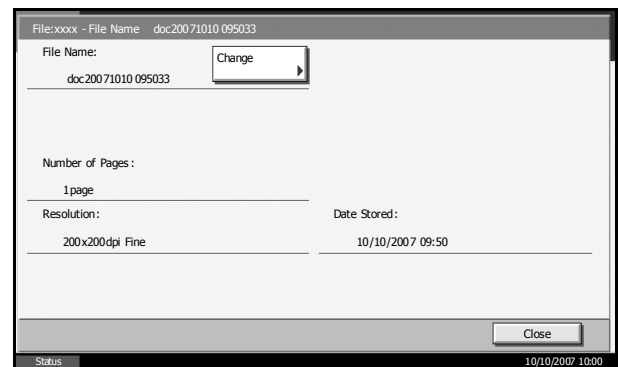 File:xxxx - File Name doc20071010 095033
File Name:
Change
doc20071010 095033
Number of Pages:
1page
Resolution:
Date Stored:
200x200dpi Fine
10/10/2007 09:50
Close
Status
10/10/2007 10:00